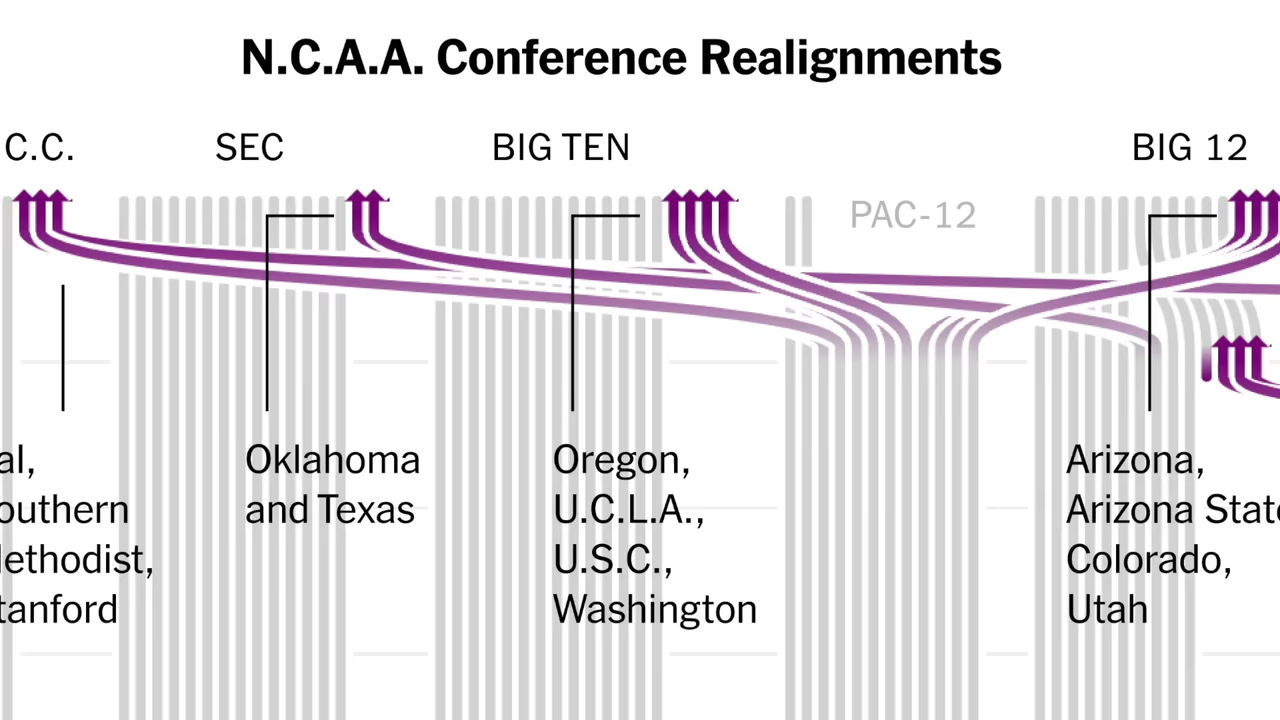 N.C.A.A. Conference Realignments
C.C.
SEC
BIG TEN
PAC-12
BIG 12
al,
outhern
ethodist,
tanford
Oklahoma
and Texas
Oregon,
U.C.L.A.,
U.S.C.,
Washington
Arizona,
Arizona State
Colorado,
Utah